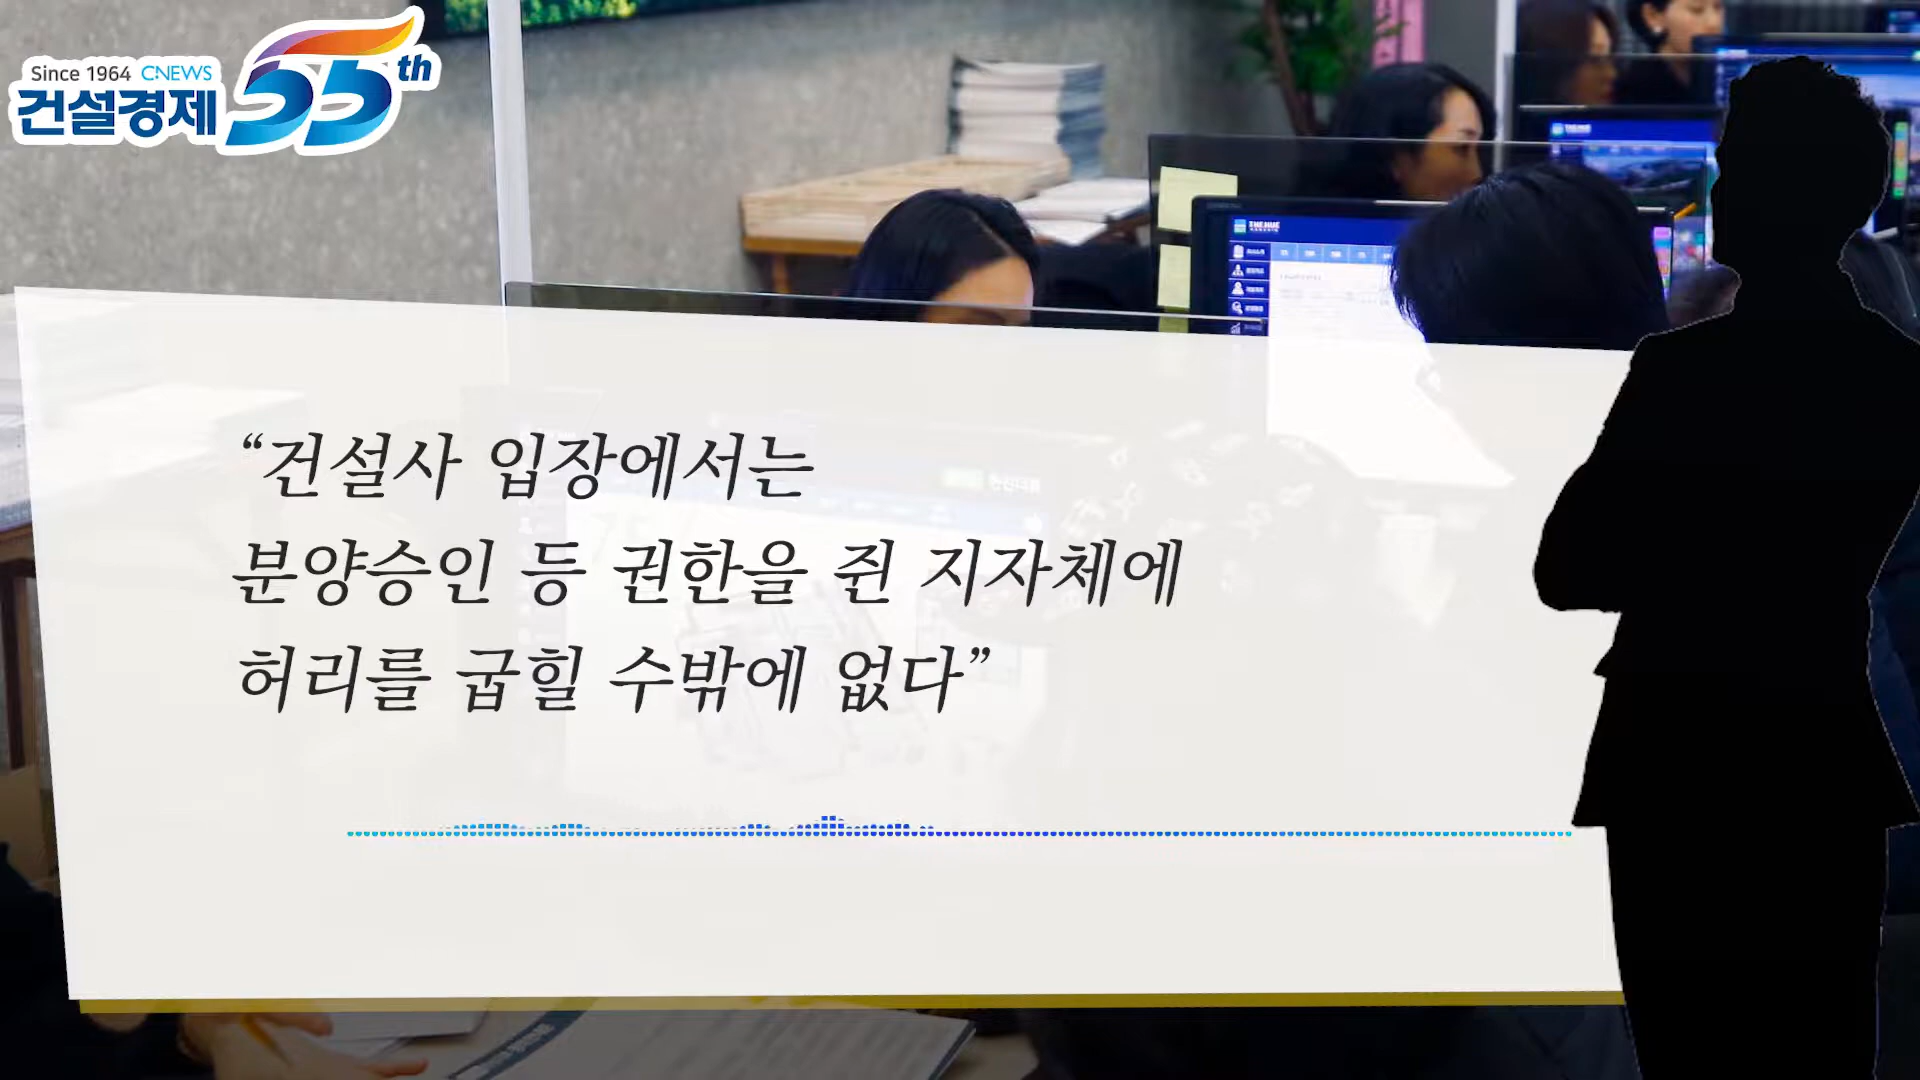 Since 1964 CNEWS
건설경제
55th
“건설사 입장에서는
분양승인 등 권한을 쥔 지자체에
허리를 굽힐 수밖에 없다”